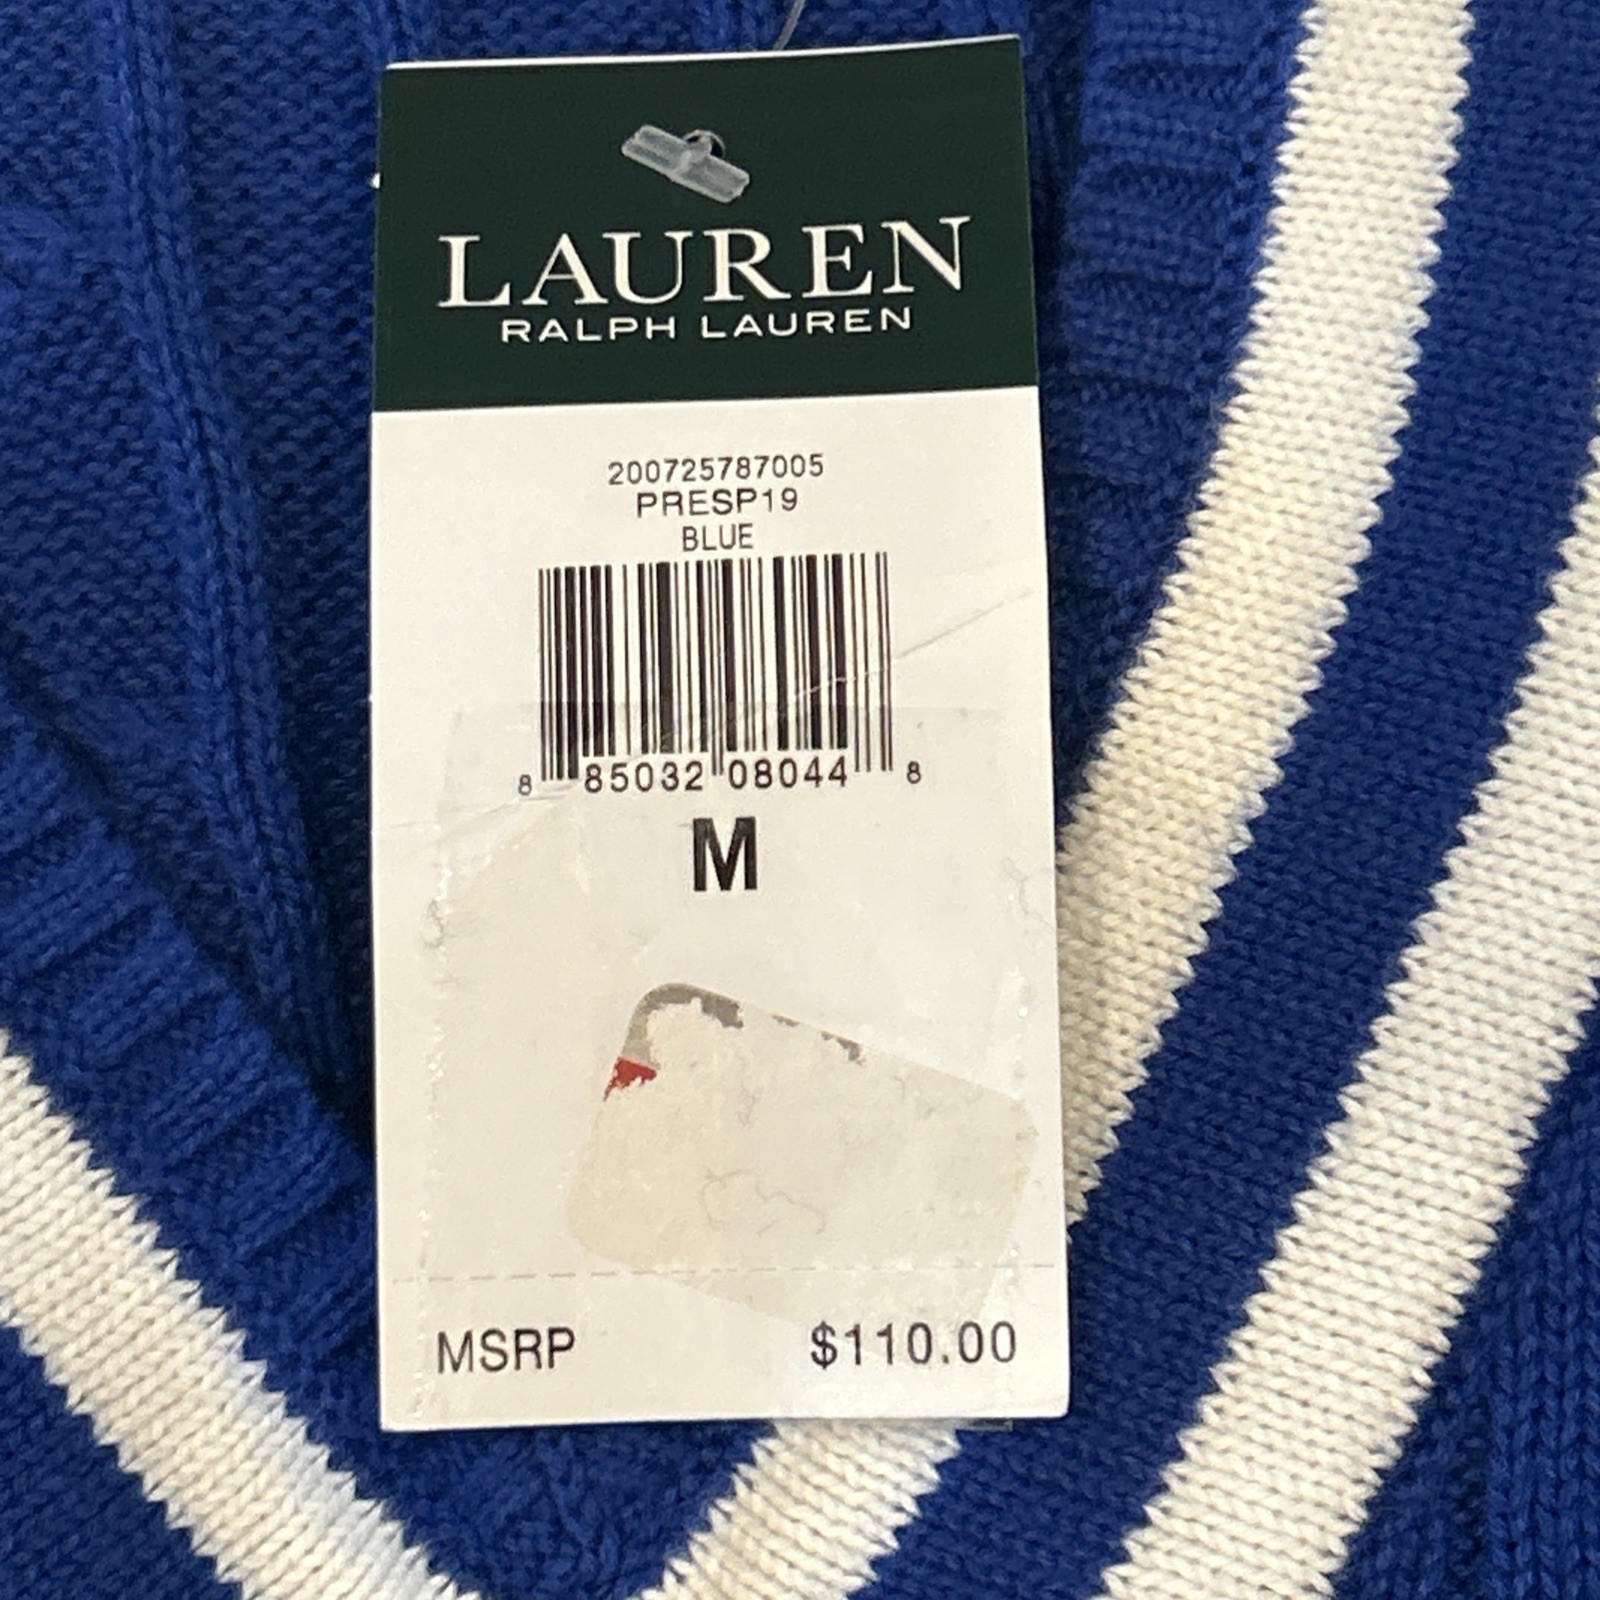 LAUREN
RALPH LAUREN
200725787005
PRESP19
BLUE
8 85032 08044 8
M
MSRP $110.00